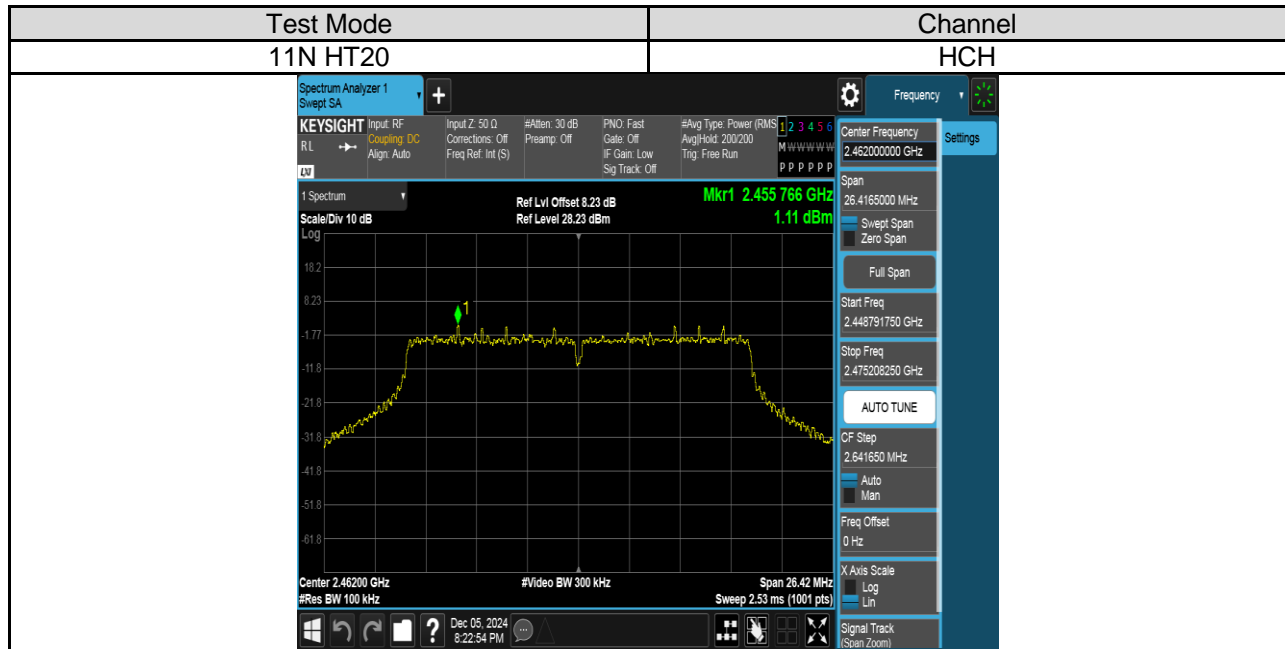 Test Mode
Channel
11N HT20
HCH
Spectrum Analyzer 1
Swept SA
+
Frequency
KEYSIGHT
RL
LXI
Input: RF
Coupling: DC
Align: Auto
Input Z: 50 Ω
Corrections: Off
Freq Ref: Int (S)
#Atten: 30 dB
Preamp: Off
PNO: Fast
Gate: Off
IF Gain: Low
Sig Track: Off
#Avg Type: Power (RMS
Avg|Hold: 200/200
Trig: Free Run
1 2 3 4 5 6
M W W W W W
P P P P P P
Center Frequency
2.462000000 GHz
Settings
Span
26.4165000 MHz
Swept Span
Zero Span
Full Span
Start Freq
2.448791750 GHz
Stop Freq
2.475208250 GHz
AUTO TUNE
CF Step
2.641650 MHz
Auto
Man
Freq Offset
0 Hz
X Axis Scale
Log
Lin
Signal Track
(Span Zoom)
1 Spectrum
Scale/Div 10 dB
Log
Ref Lvl Offset 8.23 dB
Ref Level 28.23 dBm
Mkr1 2.455 766 GHz
1.11 dBm
18.2
8.23
1
-1.77
-11.8
-21.8
-31.8
-41.8
-51.8
-61.8
Center 2.46200 GHz
#Res BW 100 kHz
#Video BW 300 kHz
Span 26.42 MHz
Sweep 2.53 ms (1001 pts)
?
Dec 05, 2024
8:22:54 PM